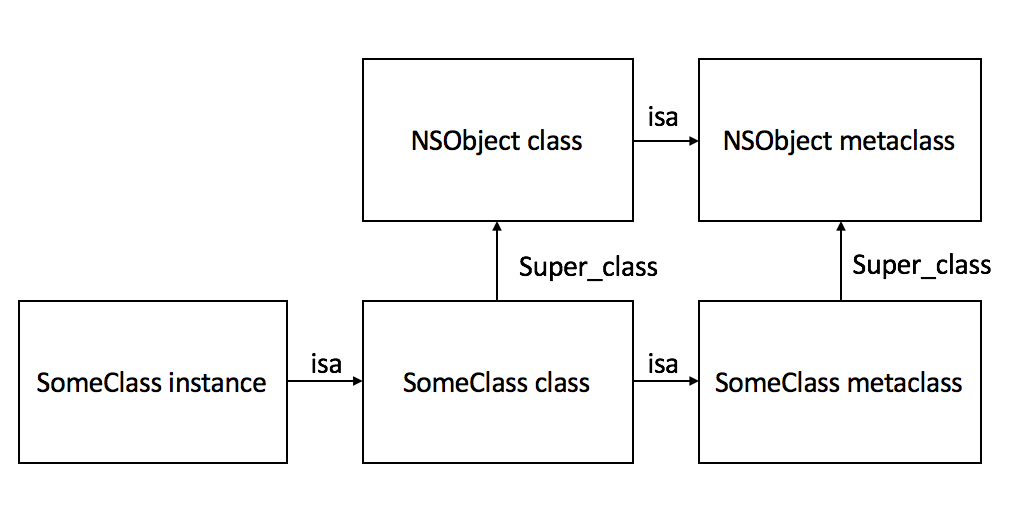 NSObject class
isa
NSObject metaclass
Super_class
Super_class
SomeClass instance
isa
SomeClass class
isa
SomeClass metaclass